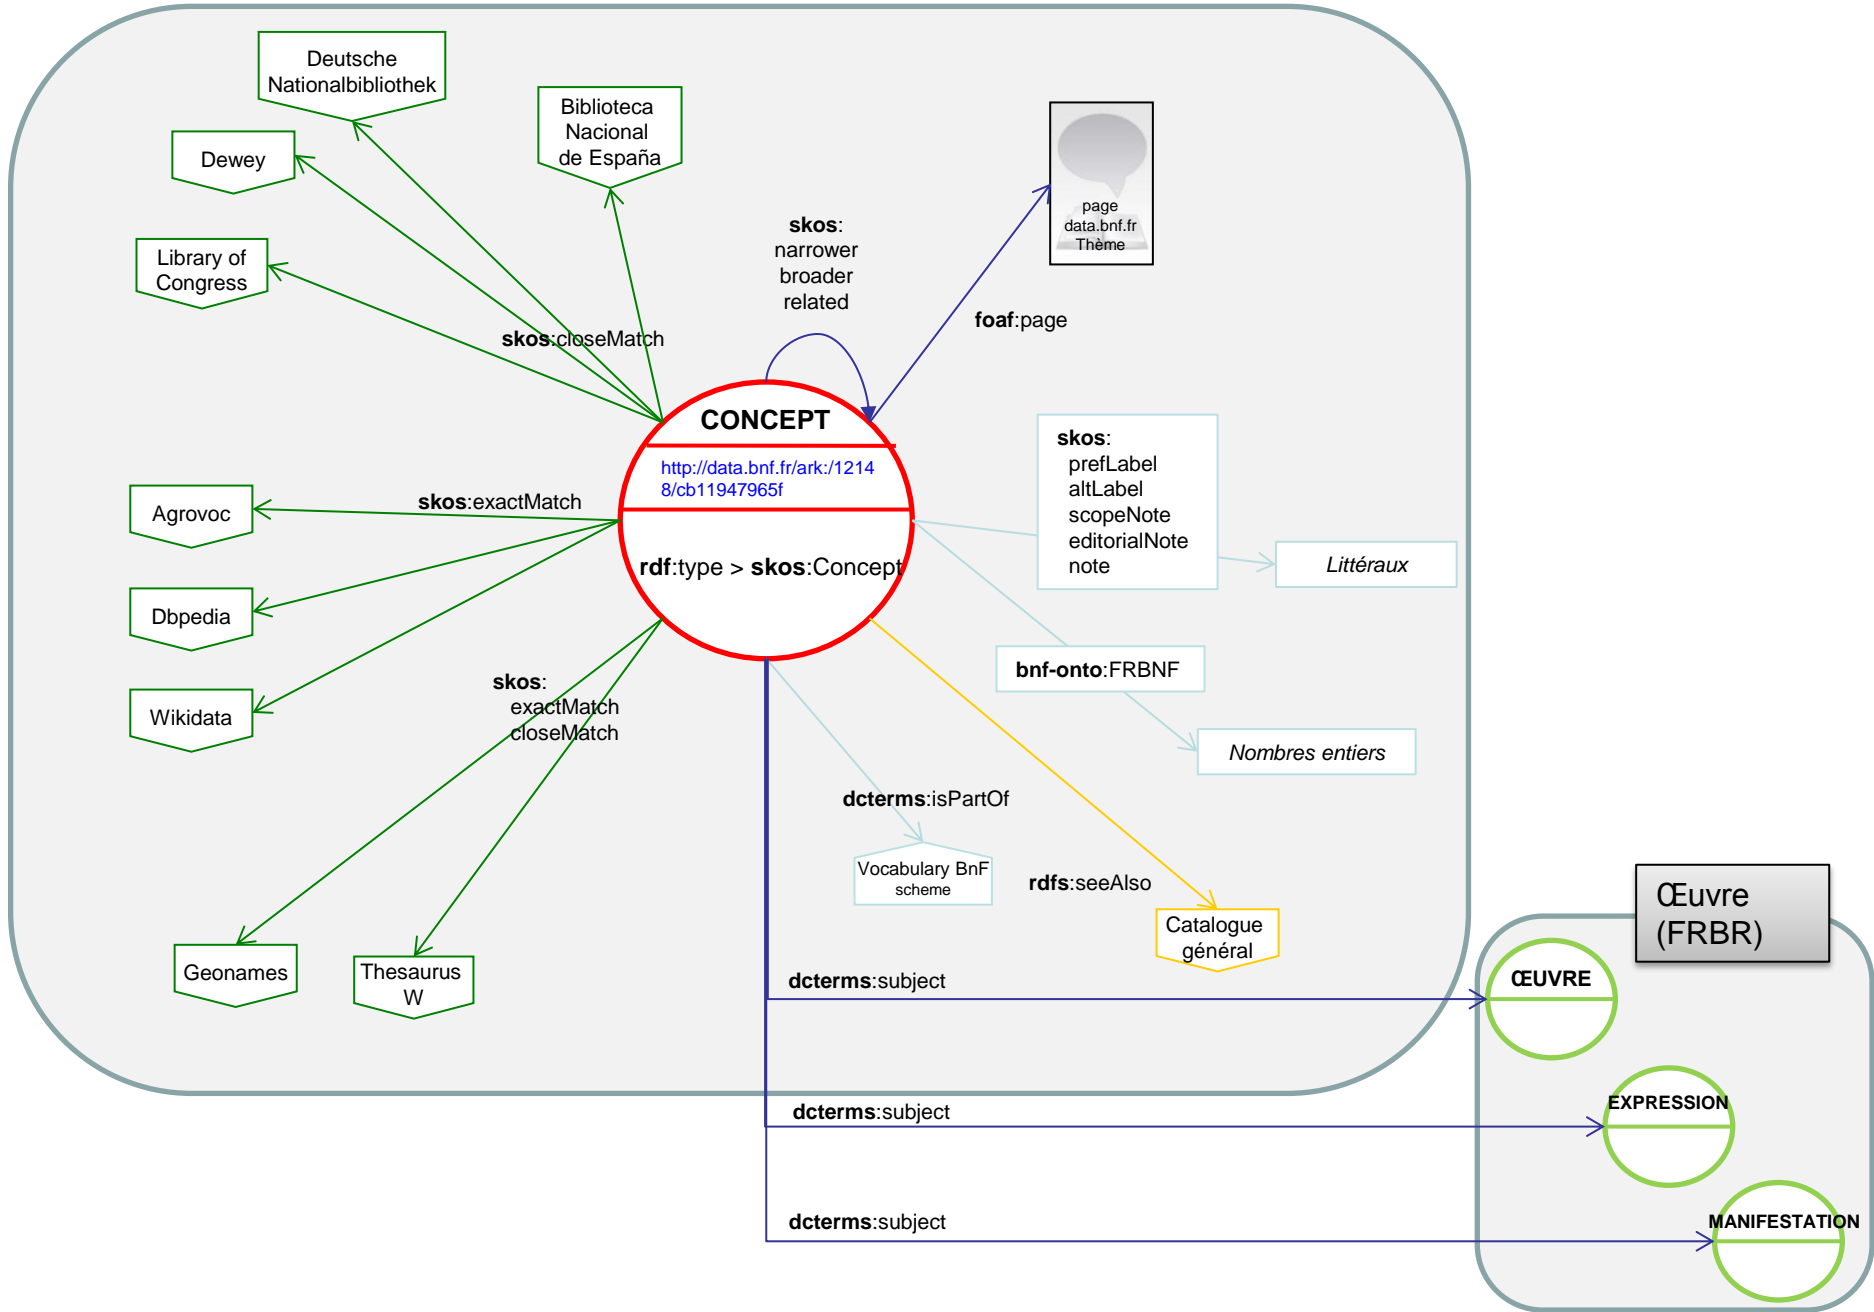 Deutsche
Nationalbibliothek
Biblioteca
Nacional
de España
Dewey
Library of
Congress
skos:closeMatch
skos:
narrower
broader
related
page
data.bnf.fr
Thème
foaf:page
CONCEPT
http://data.bnf.fr/ark:/1214
8/cb11947965f
rdf:type > skos:Concept
skos:
prefLabel
altLabel
scopeNote
editorialNote
note
Littéraux
Agrovoc
skos:exactMatch
Dbpedia
Wikidata
skos:
exactMatch
closeMatch
bnf-onto:FRBNF
Nombres entiers
dcterms:isPartOf
Vocabulary BnF
scheme
rdfs:seeAlso
Catalogue
général
Geonames
Thesaurus
W
Œuvre
(FRBR)
dcterms:subject
ŒUVRE
dcterms:subject
EXPRESSION
dcterms:subject
MANIFESTATION